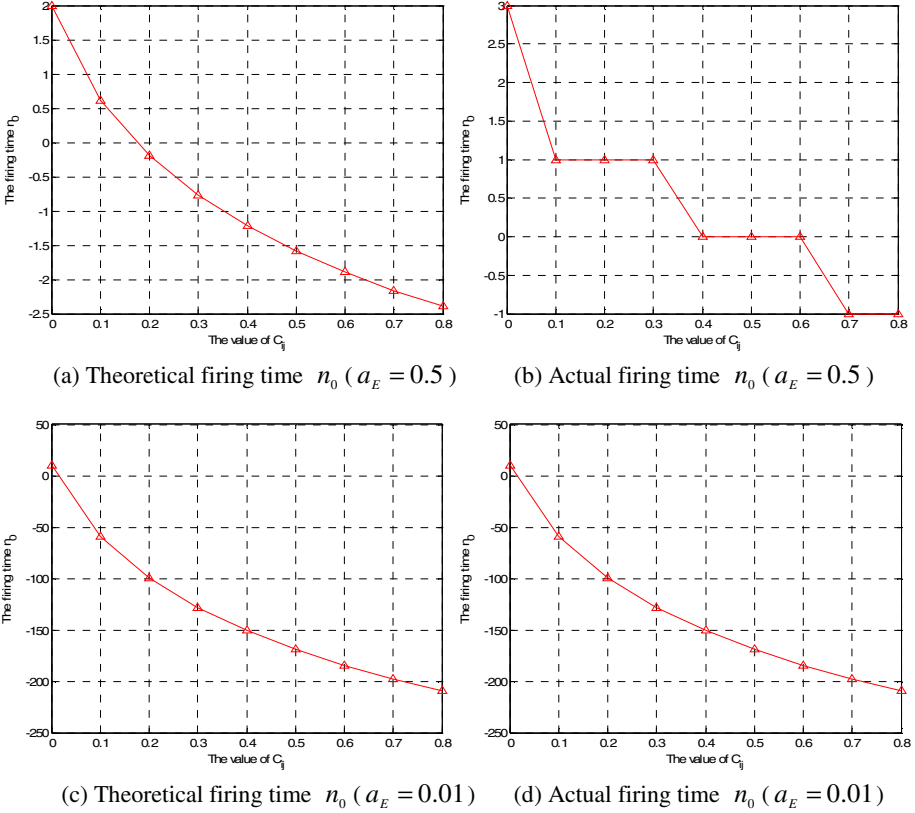 2
1.5
1
0.5
0
-0.5
-1
-1.5
-2
-2.5
0 0.1 0.2 0.3 0.4 0.5 0.6 0.7 0.8
The firing time n0
The value of Cij
(a) Theoretical firing time n0 ( aE = 0.5 )
3
2.5
2
1.5
1
0.5
0
-0.5
-1
0 0.1 0.2 0.3 0.4 0.5 0.6 0.7 0.8
The firing time n0
The value of Cij
(b) Actual firing time n0 ( aE = 0.5 )
50
0
-50
-100
-150
-200
-250
0 0.1 0.2 0.3 0.4 0.5 0.6 0.7 0.8
The firing time n0
The value of Cij
(c) Theoretical firing time n0 ( aE = 0.01 )
50
0
-50
-100
-150
-200
-250
0 0.1 0.2 0.3 0.4 0.5 0.6 0.7 0.8
The firing time n0
The value of Cij
(d) Actual firing time n0 ( aE = 0.01 )